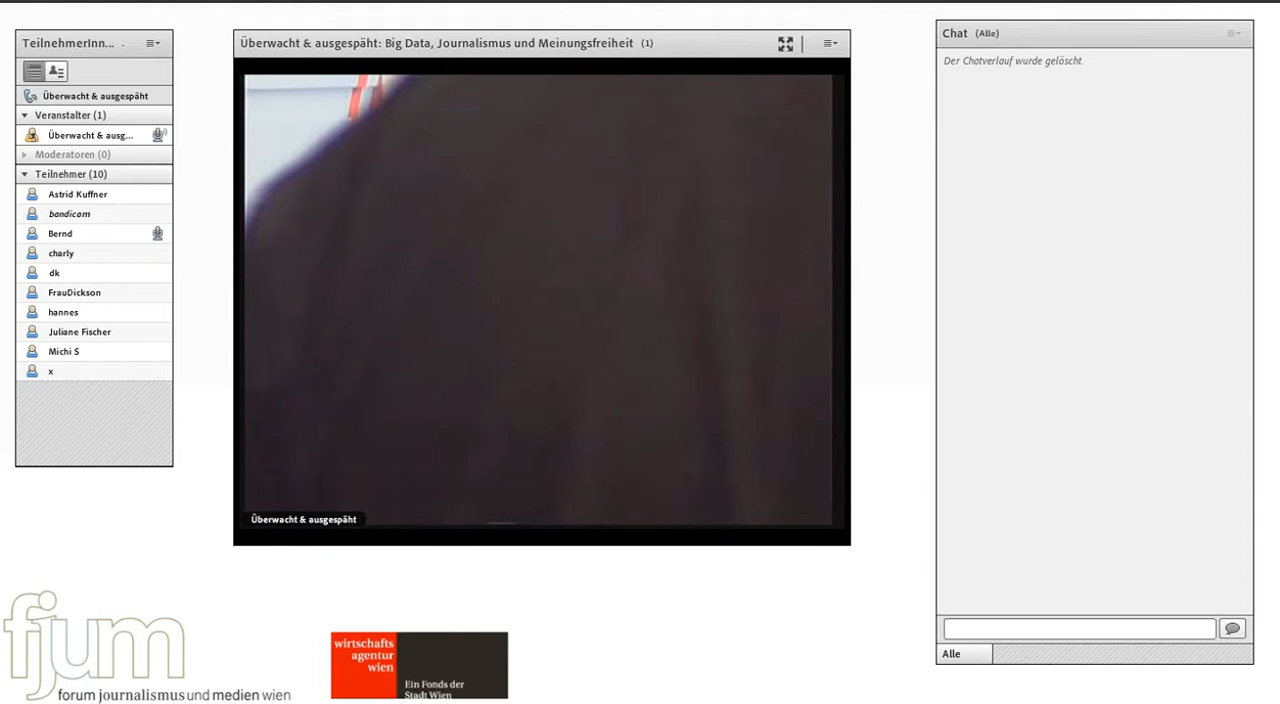 TeilnehmerInn...
Überwacht & ausgespäht
Veranstalter (1)
Überwacht & ausg...
Moderatoren (0)
Teilnehmer (10)
Astrid Kuffner
bandicam
Bernd
charly
dk
FrauDickson
hannes
Juliane Fischer
Michi S
x
Überwacht & ausgespäht: Big Data, Journalismus und Meinungsfreiheit (1)
Überwacht & ausgespäht
Chat (Alle)
Der Chatverlauf wurde gelöscht.
Alle
fjum
forum journalismus und medien wien
wirtschafts
agentur
wien
Ein Fonds der
Stadt Wien